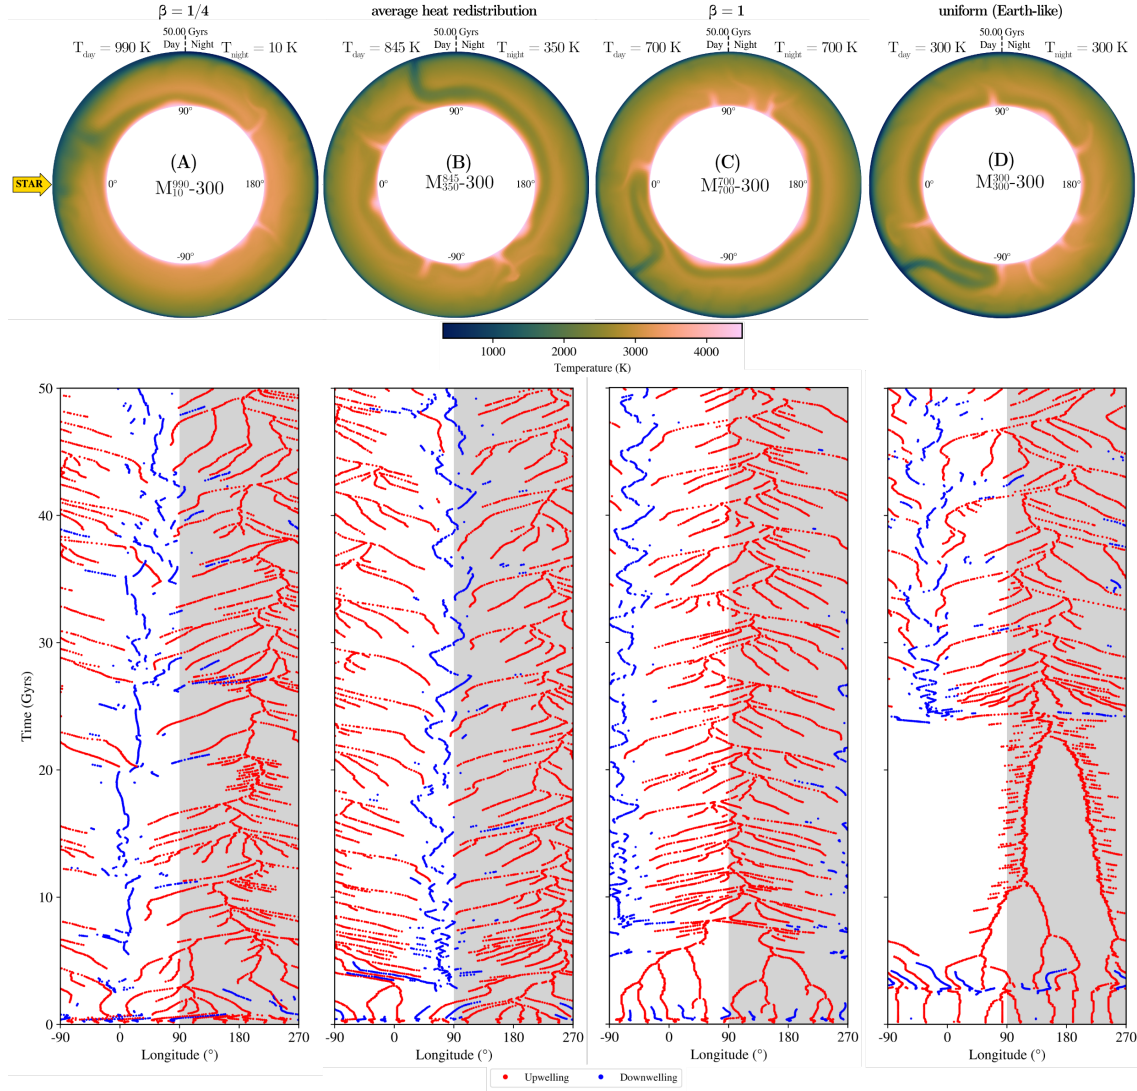 β = 1/4
average heat redistribution
β = 1
uniform (Earth-like)
T_day = 990 K
50.00 Gyrs
Day Night
T_night = 10 K
T_day = 845 K
50.00 Gyrs
Day Night
T_night = 350 K
T_day = 700 K
50.00 Gyrs
Day Night
T_night = 700 K
T_day = 300 K
50.00 Gyrs
Day Night
T_night = 300 K
STAR
90°
(A)
0° M^990_10-300 180°
-90°
90°
(B)
0° M^845_350-300 180°
-90°
90°
(C)
0° M^700_700-300 180°
-90°
90°
(D)
0° M^300_300-300 180°
-90°
1000 2000 3000 4000
Temperature (K)
Time (Gyrs)
50
40
30
20
10
0
-90 0 90 180 270
Longitude (°)
-90 0 90 180 270
Longitude (°)
-90 0 90 180 270
Longitude (°)
-90 0 90 180 270
Longitude (°)
Upwelling Downwelling